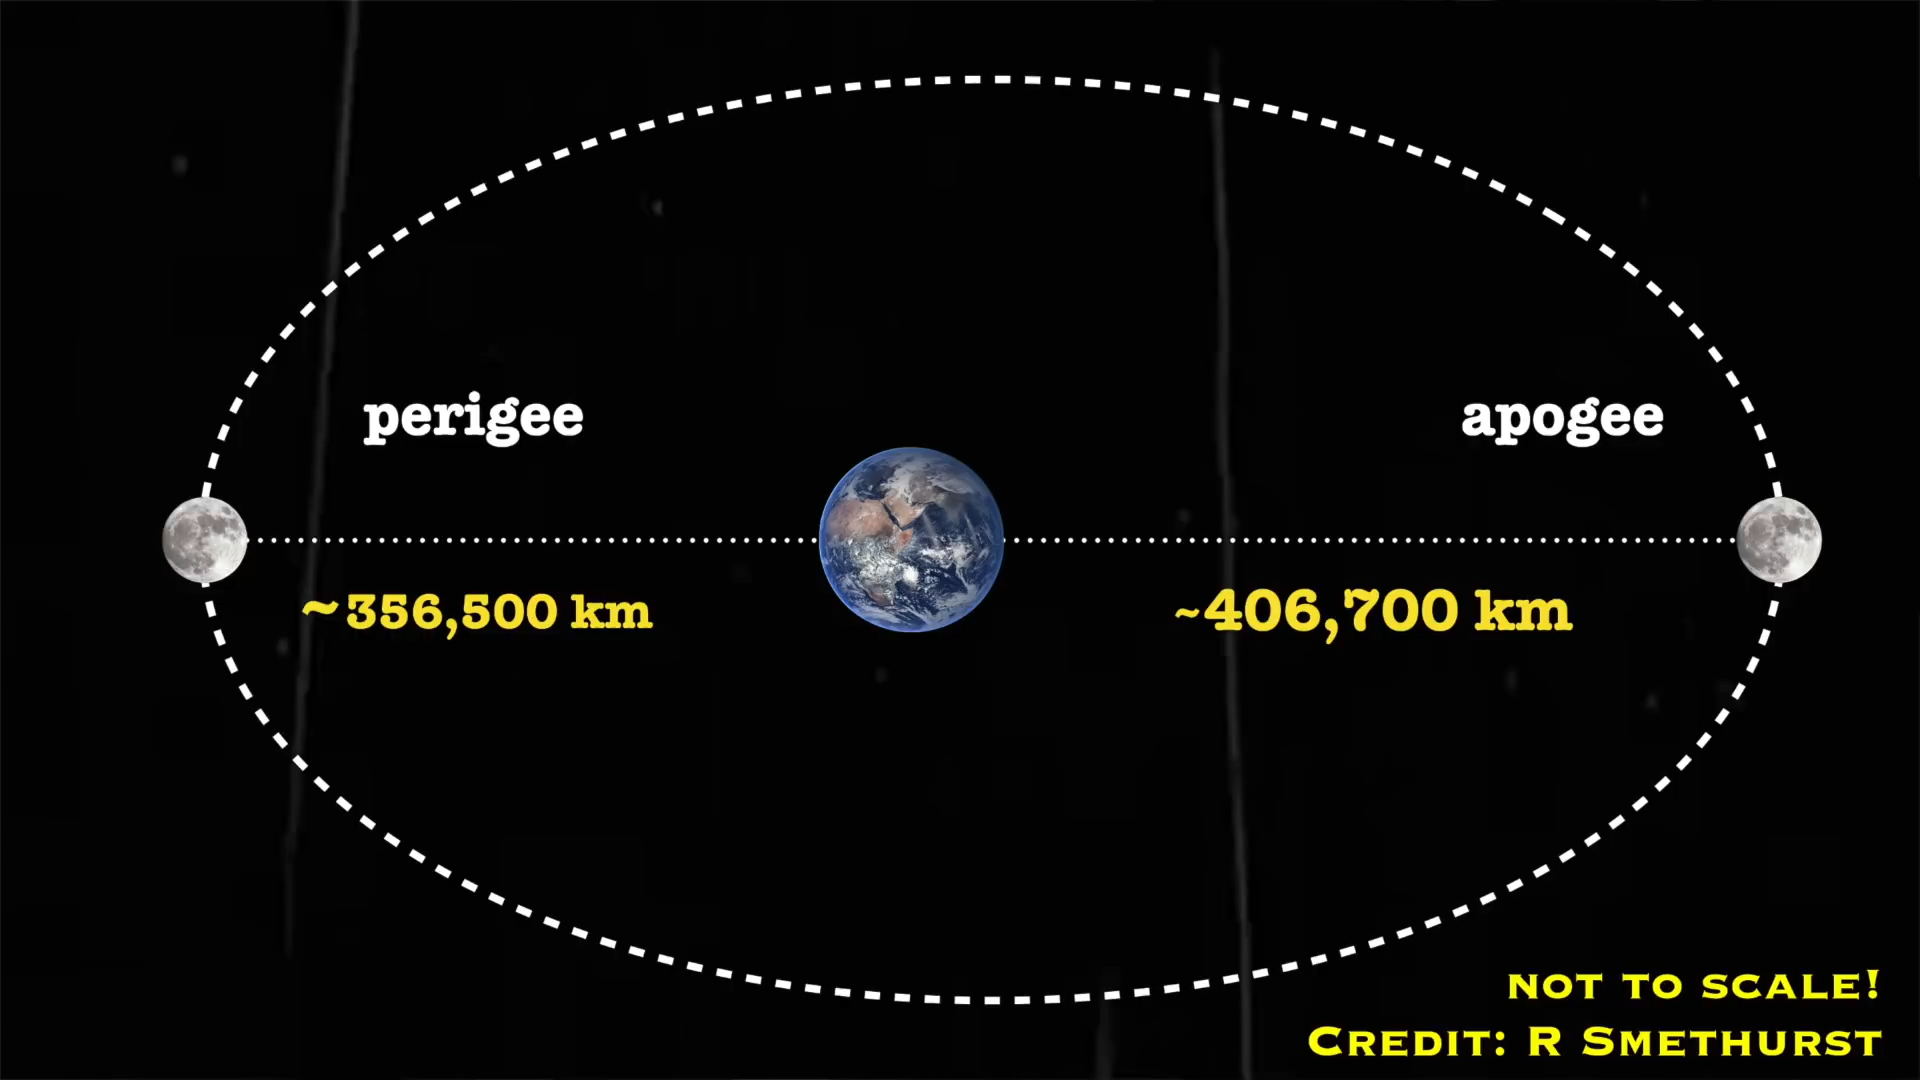 perigee
apogee
~356,500 km
~406,700 km
NOT TO SCALE!
CREDIT: R SMETHURST